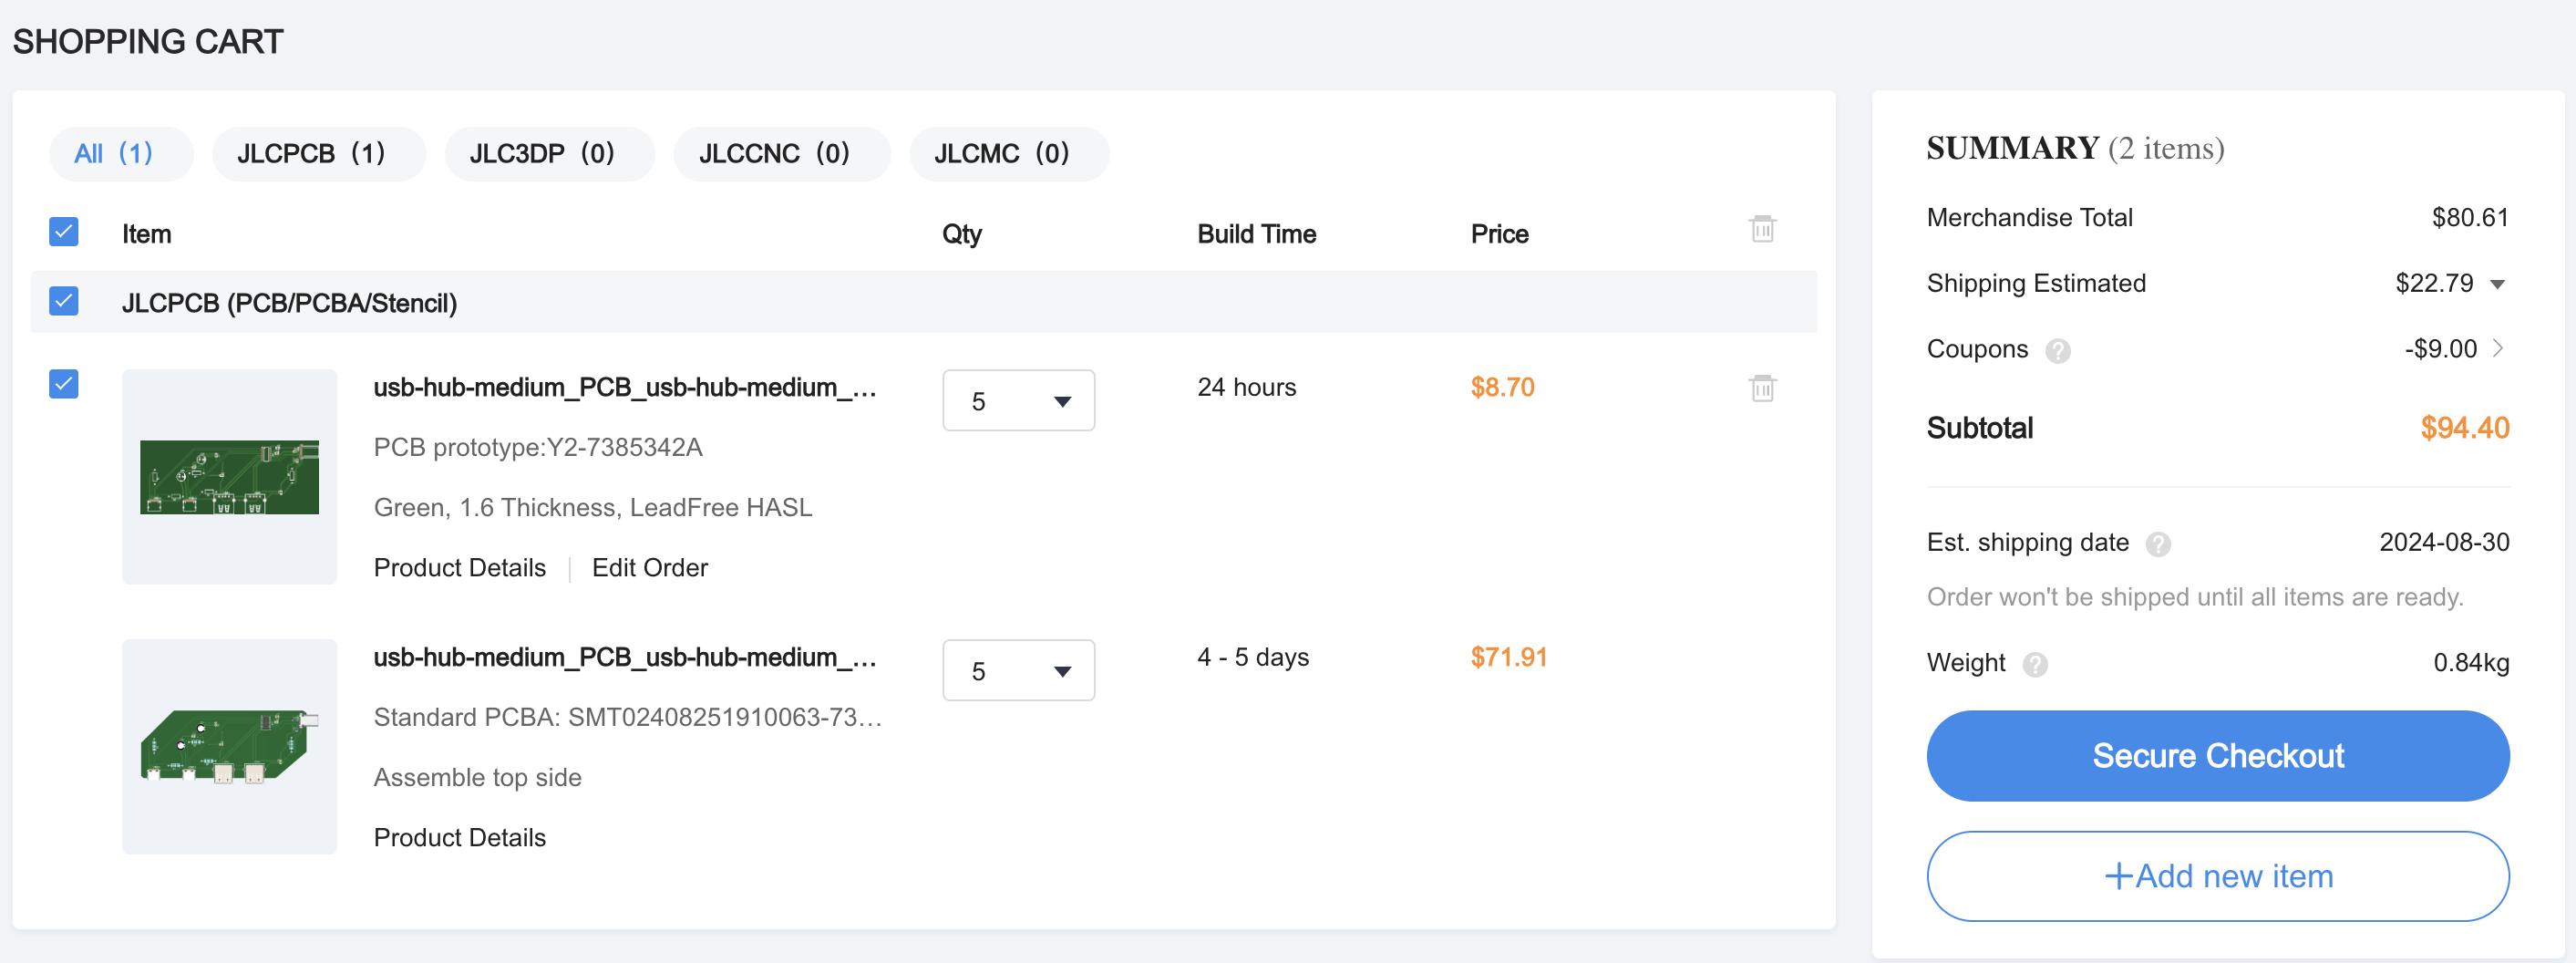 SHOPPING CART
All (1) JLCPCB (1) JLC3DP (0) JLCCNC (0) JLCMC (0)
Item Qty Build Time Price
JLCPCB (PCB/PCBA/Stencil)
usb-hub-medium_PCB_usb-hub-medium_... 5 24 hours $8.70
PCB prototype:Y2-7385342A
Green, 1.6 Thickness, LeadFree HASL
Product Details | Edit Order
usb-hub-medium_PCB_usb-hub-medium_... 5 4 - 5 days $71.91
Standard PCBA: SMT02408251910063-73...
Assemble top side
Product Details
SUMMARY (2 items)
Merchandise Total $80.61
Shipping Estimated $22.79
Coupons ? -$9.00 >
Subtotal $94.40
Est. shipping date ? 2024-08-30
Order won't be shipped until all items are ready.
Weight ? 0.84kg
Secure Checkout
+Add new item